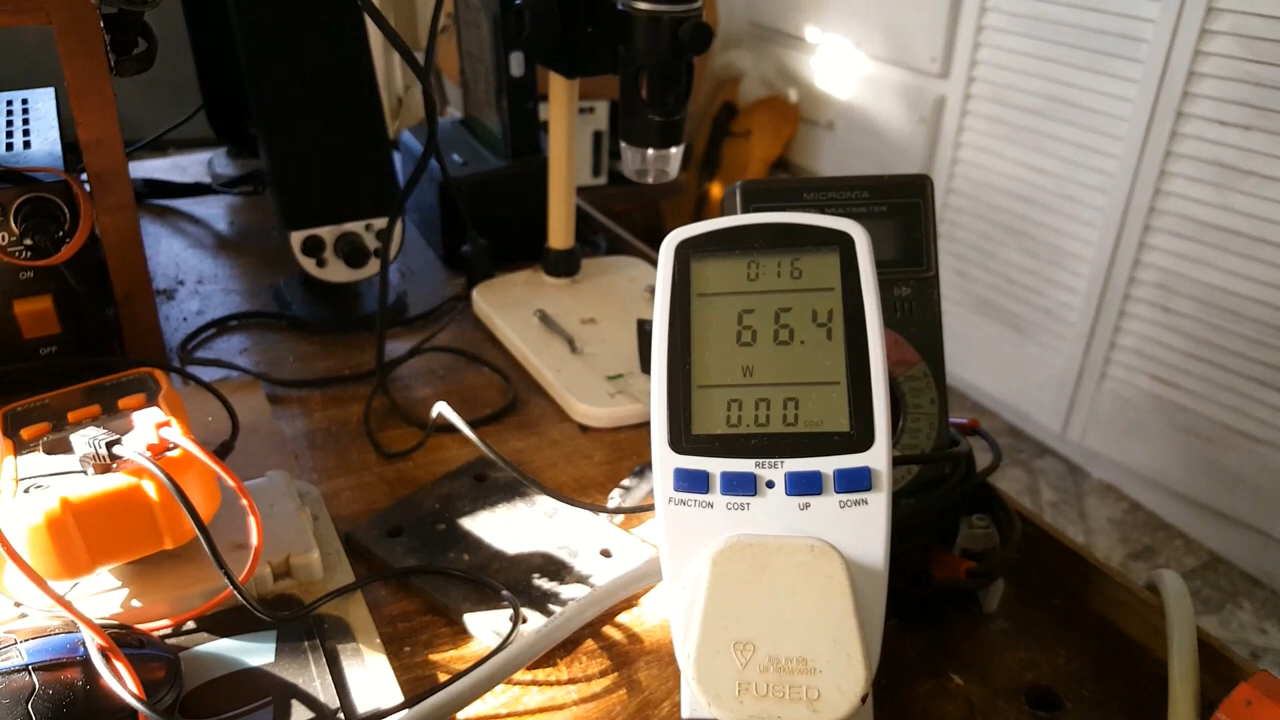 MICRONTA
MULTIMETER
0:16
66.4
W
0.00 COST
RESET
FUNCTION COST UP DOWN
ON
OFF
FUSED